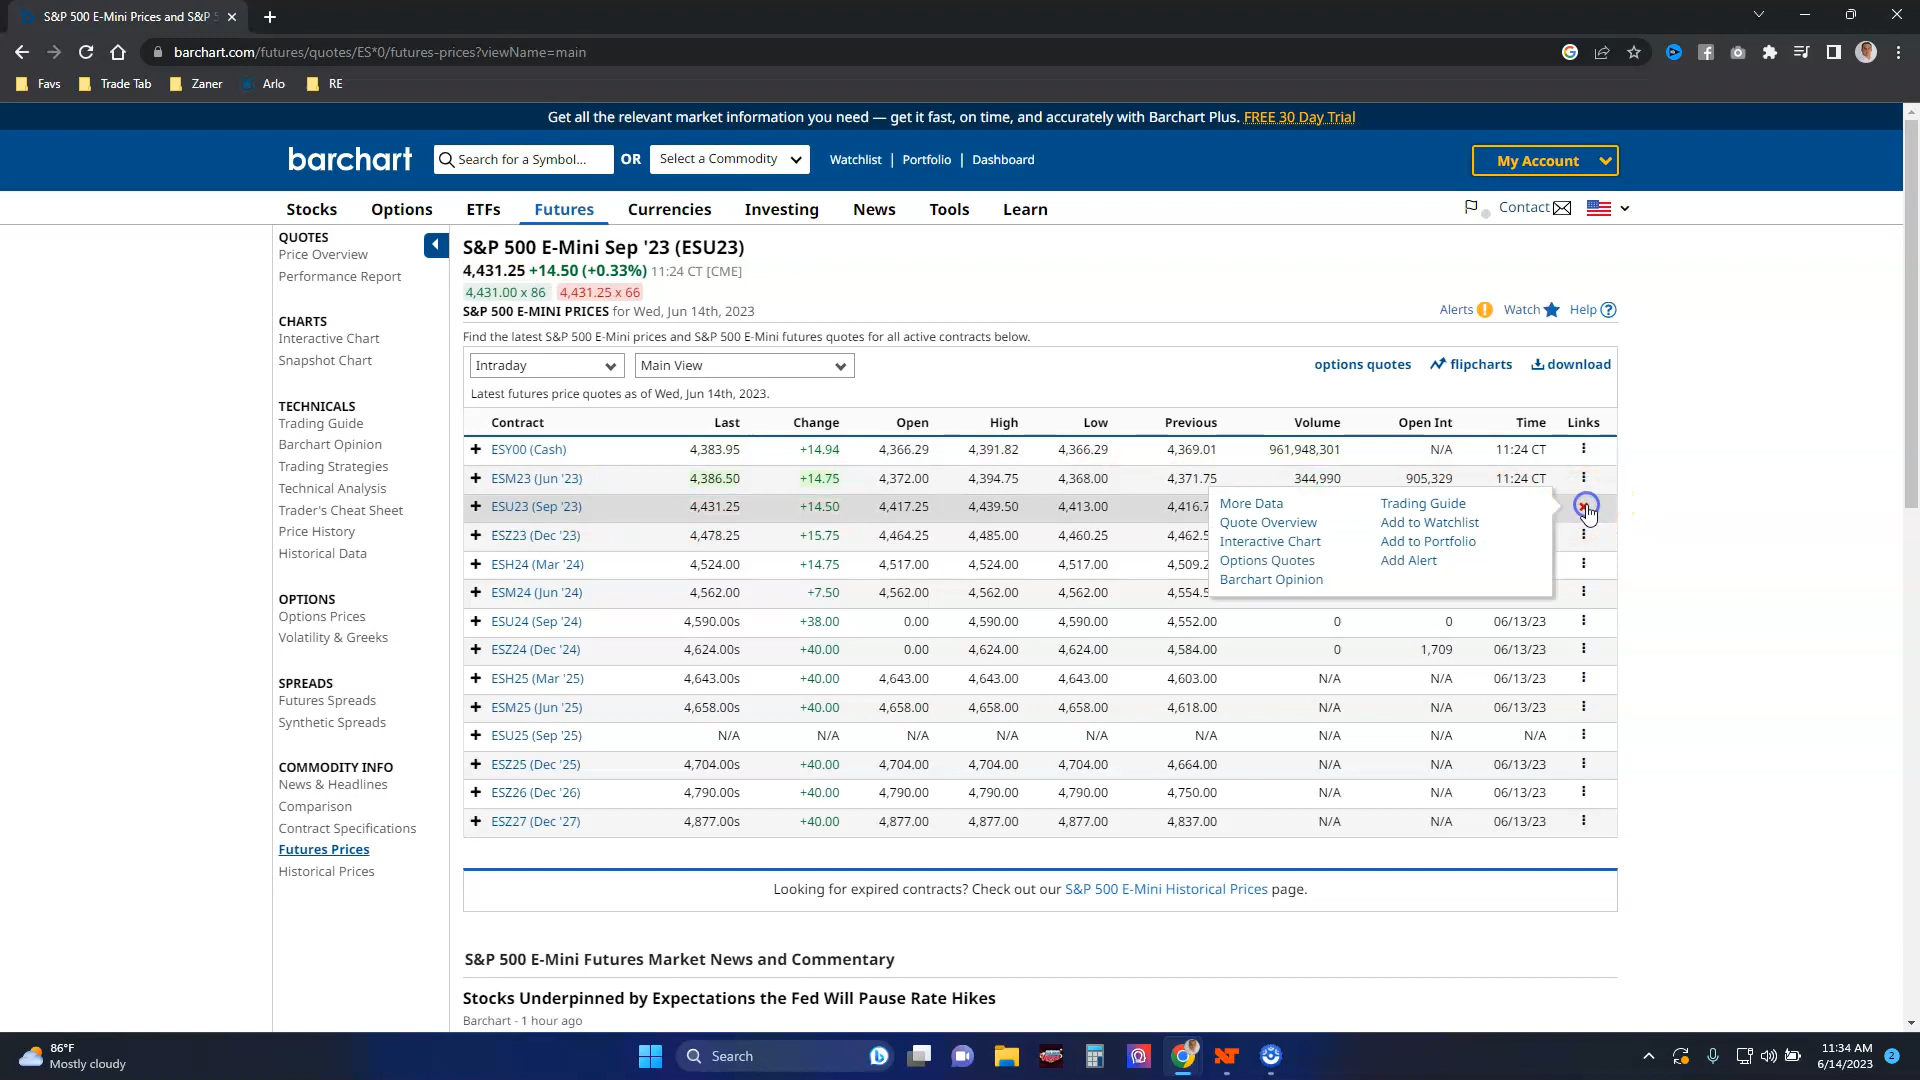 S&P 500 E-Mini Prices and S&P 5
barchart.com/futures/quotes/ES*0/futures-prices?viewName=main
Favs Trade Tab Zaner Arlo RE
Get all the relevant market information you need — get it fast, on time, and accurately with Barchart Plus. FREE 30 Day Trial
barchart Search for a Symbol... OR Select a Commodity Watchlist | Portfolio | Dashboard My Account
Stocks Options ETFs Futures Currencies Investing News Tools Learn Contact
QUOTES
Price Overview
Performance Report
CHARTS
Interactive Chart
Snapshot Chart
TECHNICALS
Trading Guide
Barchart Opinion
Trading Strategies
Technical Analysis
Trader's Cheat Sheet
Price History
Historical Data
OPTIONS
Options Prices
Volatility & Greeks
SPREADS
Futures Spreads
Synthetic Spreads
COMMODITY INFO
News & Headlines
Comparison
Contract Specifications
Futures Prices
Historical Prices
S&P 500 E-Mini Sep '23 (ESU23)
4,431.25 +14.50 (+0.33%) 11:24 CT [CME]
4,431.00 x 86 4,431.25 x 66
S&P 500 E-MINI PRICES for Wed, Jun 14th, 2023
Alerts Watch Help
Find the latest S&P 500 E-Mini prices and S&P 500 E-Mini futures quotes for all active contracts below.
Intraday Main View options quotes flipcharts download
Latest futures price quotes as of Wed, Jun 14th, 2023.
Contract Last Change Open High Low Previous Volume Open Int Time Links
ESY00 (Cash) 4,383.95 +14.94 4,366.29 4,391.82 4,366.29 4,369.01 961,948,301 N/A 11:24 CT
ESM23 (Jun '23) 4,386.50 +14.75 4,372.00 4,394.75 4,368.00 4,371.75 344,990 905,329 11:24 CT
ESU23 (Sep '23) 4,431.25 +14.50 4,417.25 4,439.50 4,413.00 4,416.7
ESZ23 (Dec '23) 4,478.25 +15.75 4,464.25 4,485.00 4,460.25 4,462.5
ESH24 (Mar '24) 4,524.00 +14.75 4,517.00 4,524.00 4,517.00 4,509.2
ESM24 (Jun '24) 4,562.00 +7.50 4,562.00 4,562.00 4,562.00 4,554.5
More Data Trading Guide
Quote Overview Add to Watchlist
Interactive Chart Add to Portfolio
Options Quotes Add Alert
Barchart Opinion
ESU24 (Sep '24) 4,590.00s +38.00 0.00 4,590.00 4,590.00 4,552.00 0 0 06/13/23
ESZ24 (Dec '24) 4,624.00s +40.00 0.00 4,624.00 4,624.00 4,584.00 0 1,709 06/13/23
ESH25 (Mar '25) 4,643.00s +40.00 4,643.00 4,643.00 4,643.00 4,603.00 N/A N/A 06/13/23
ESM25 (Jun '25) 4,658.00s +40.00 4,658.00 4,658.00 4,658.00 4,618.00 N/A N/A 06/13/23
ESU25 (Sep '25) N/A N/A N/A N/A N/A N/A N/A N/A N/A
ESZ25 (Dec '25) 4,704.00s +40.00 4,704.00 4,704.00 4,704.00 4,664.00 N/A N/A 06/13/23
ESZ26 (Dec '26) 4,790.00s +40.00 4,790.00 4,790.00 4,790.00 4,750.00 N/A N/A 06/13/23
ESZ27 (Dec '27) 4,877.00s +40.00 4,877.00 4,877.00 4,877.00 4,837.00 N/A N/A 06/13/23
Looking for expired contracts? Check out our S&P 500 E-Mini Historical Prices page.
S&P 500 E-Mini Futures Market News and Commentary
Stocks Underpinned by Expectations the Fed Will Pause Rate Hikes
Barchart - 1 hour ago
86°F
Mostly cloudy
Search
11:34 AM
6/14/2023
2